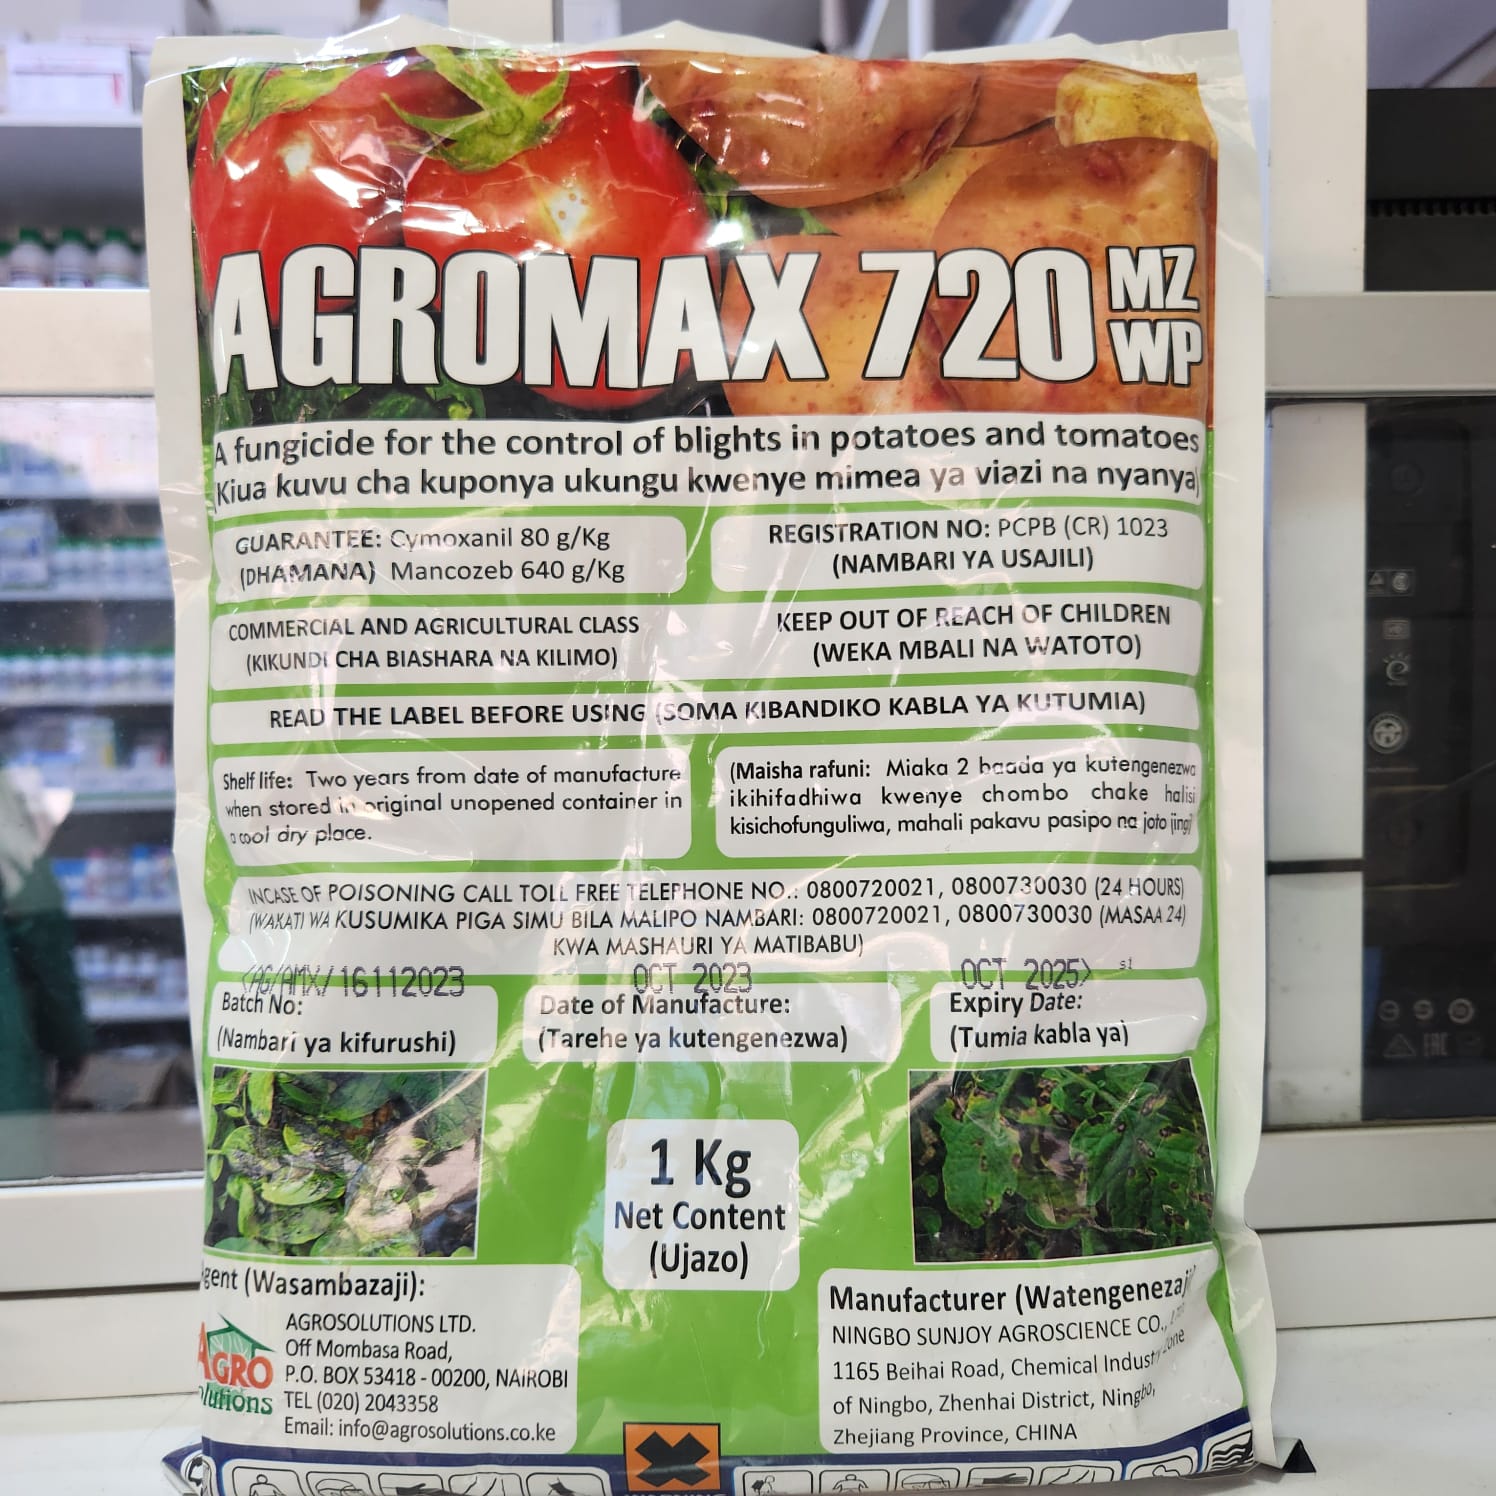 AGROMAX 720 MZ WP
A fungicide for the control of blights in potatoes and tomatoes
(Kiua kuvu cha kuponya ukungu kwenye mimea ya viazi na nyanya)
GUARANTEE: Cymoxanil 80 g/Kg
(DHAMANA) Mancozeb 640 g/Kg
REGISTRATION NO: PCPB (CR) 1023
(NAMBARI YA USAJILI)
COMMERCIAL AND AGRICULTURAL CLASS
(KIKUNDI CHA BIASHARA NA KILIMO)
KEEP OUT OF REACH OF CHILDREN
(WEKA MBALI NA WATOTO)
READ THE LABEL BEFORE USING (SOMA KIBANDIKO KABLA YA KUTUMIA)
Shelf life: Two years from date of manufacture
when stored in original unopened container in
a cool dry place.
(Maisha rafuni: Miaka 2 baada ya kutengenezwa
ikihifadhiwa kwenye chombo chake halisi
kisichofunguliwa, mahali pakavu pasipo na joto jingi)
INCASE OF POISONING CALL TOLL FREE TELEPHONE NO.: 0800720021, 0800730030 (24 HOURS)
(WAKATI WA KUSUMIKA PIGA SIMU BILA MALIPO NAMBARI: 0800720021, 0800730030 (MASAA 24)
KWA MASHAURI YA MATIBABU)
<AG/AMX/16112023
Batch No:
(Nambari ya kifurushi)
OCT 2023
Date of Manufacture:
(Tarehe ya kutengenezwa)
OCT 2025> st
Expiry Date:
(Tumia kabla ya)
1 Kg
Net Content
(Ujazo)
gent (Wasambazaji):
AGRO
lutions
AGROSOLUTIONS LTD.
Off Mombasa Road,
P.O. BOX 53418 - 00200, NAIROBI
TEL (020) 2043358
Email: info@agrosolutions.co.ke
Manufacturer (Watengenezaji
NINGBO SUNJOY AGROSCIENCE CO.,
1165 Beihai Road, Chemical Industry Zone
of Ningbo, Zhenhai District, Ningbo,
Zhejiang Province, CHINA